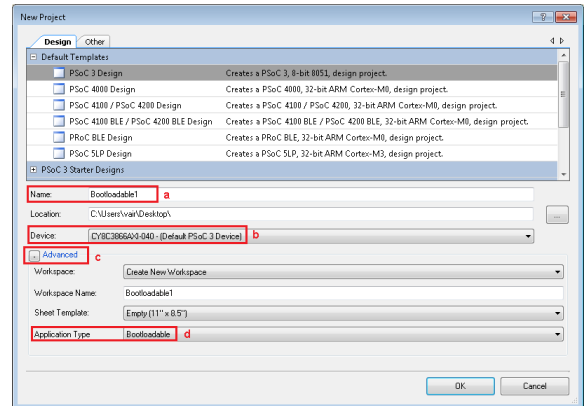 New Project
Design Other
Default Templates
PSoC 3 Design Creates a PSoC 3, 8-bit 8051, design project.
PSoC 4000 Design Creates a PSoC 4000, 32-bit ARM Cortex-M0, design project.
PSoC 4100 / PSoC 4200 Design Creates a PSoC 4100 / PSoC 4200, 32-bit ARM Cortex-M0, design project.
PSoC 4100 BLE / PSoC 4200 BLE Design Creates a PSoC 4100 BLE / PSoC 4200 BLE, 32-bit ARM Cortex-M0, design project.
PRoC BLE Design Creates a PRoC BLE, 32-bit ARM Cortex-M0, design project.
PSoC 5LP Design Creates a PSoC 5LP, 32-bit ARM Cortex-M3, design project.
PSoC 3 Starter Designs
Name: Bootloadable1 a
Location: C:\Users\vair\Desktop\ ...
Device: CY8C3866AXI-040 - (Default PSoC 3 Device) b
Advanced c
Workspace: Create New Workspace
Workspace Name: Bootloadable1
Sheet Template: Empty (11" x 8.5")
Application Type Bootloadable d
OK Cancel